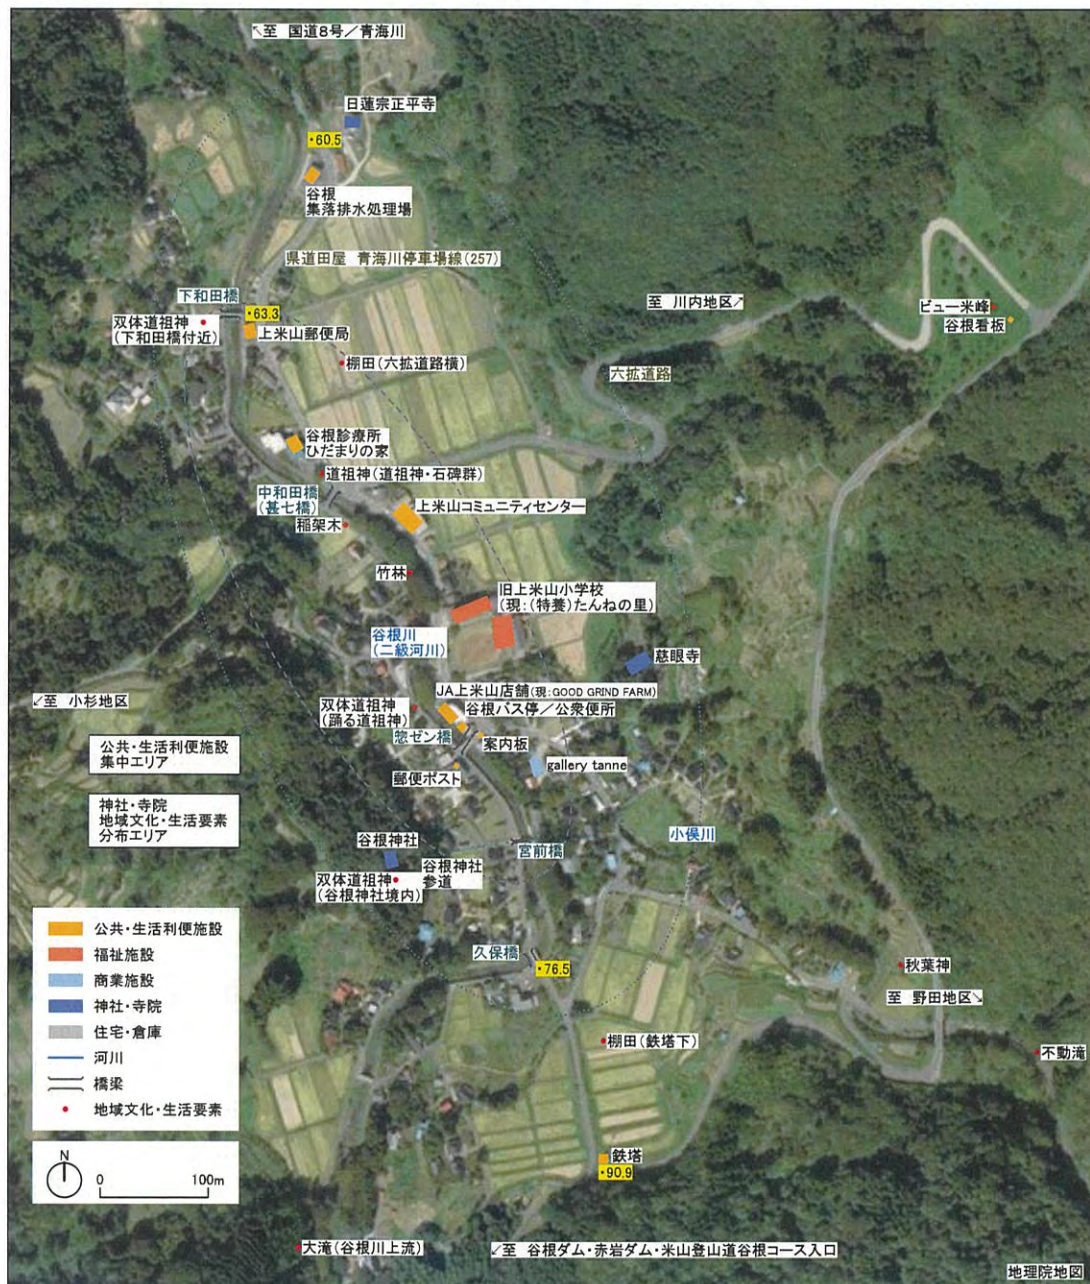 ↖至 国道8号／青海川
日蓮宗正平寺
・60.5
谷根
集落排水処理場
県道田屋 青海川停車場線(257)
下和田橋
・63.3
至 川内地区↗
ビュー米峰
谷根看板
双体道祖神
(下和田橋付近)
上米山郵便局
棚田(六拡道路横)
六拡道路
谷根診療所
ひだまりの家
道祖神(道祖神・石碑群)
中和田橋
(甚七橋)
上米山コミュニティセンター
稲架木
竹林
旧上米山小学校
(現:(特養)たんねの里)
谷根川
(二級河川)
慈眼寺
↙至 小杉地区
JA上米山店舗(現:GOOD GRIND FARM)
双体道祖神
(踊る道祖神)
谷根バス停／公衆便所
惣ゼン橋
案内板
公共・生活利便施設
集中エリア
郵便ポスト
gallery tanne
神社・寺院
地域文化・生活要素
分布エリア
谷根神社
宮前橋
小俣川
双体道祖神
(谷根神社境内)
谷根神社
参道
久保橋
・76.5
秋葉神
至 野田地区↘
棚田(鉄塔下)
不動滝
鉄塔
・90.9
公共・生活利便施設
福祉施設
商業施設
神社・寺院
住宅・倉庫
河川
橋梁
地域文化・生活要素
N
0 100m
大滝(谷根川上流)
↙至 谷根ダム・赤岩ダム・米山登山道谷根コース入口
地理院地図